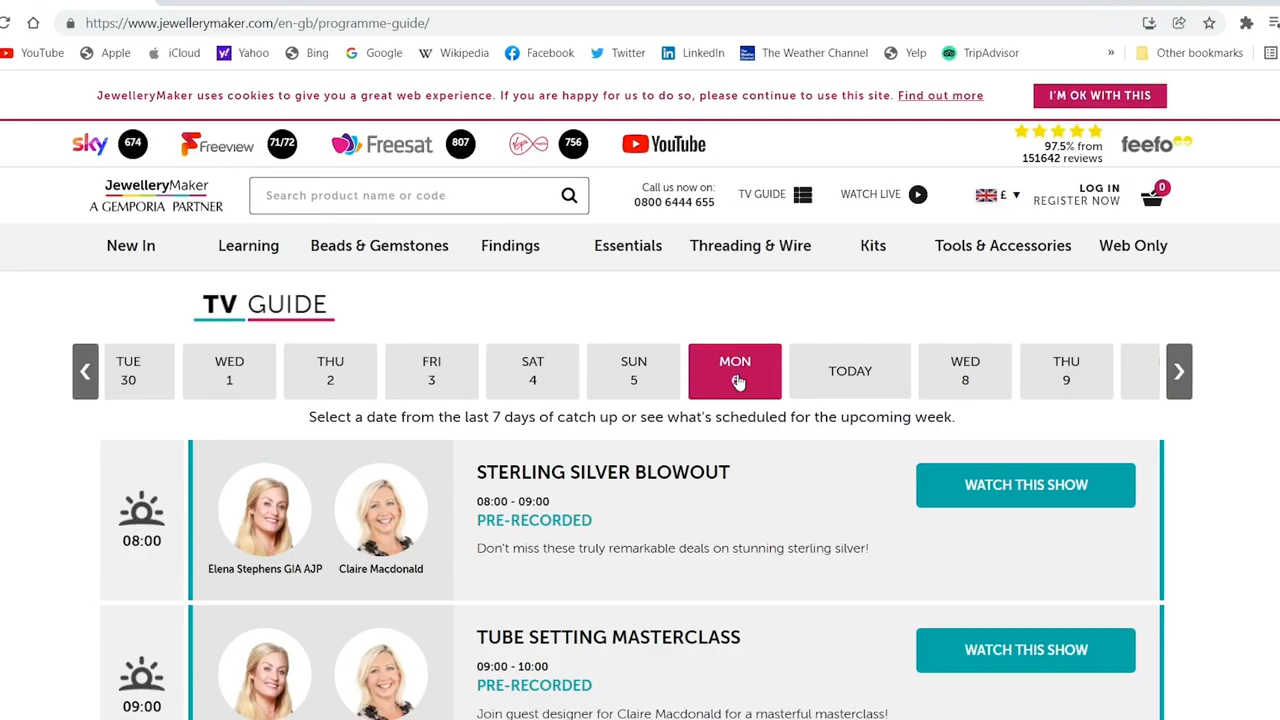 https://www.jewellerymaker.com/en-gb/programme-guide/
YouTube Apple iCloud Yahoo Bing Google Wikipedia Facebook Twitter LinkedIn The Weather Channel Yelp TripAdvisor » Other bookmarks
JewelleryMaker uses cookies to give you a great web experience. If you are happy for us to do so, please continue to use this site. Find out more
I'M OK WITH THIS
sky 674 Freeview 71/72 Freesat 807 756 YouTube
97.5% from
151642 reviews
feefo
JewelleryMaker
A GEMPORIA PARTNER
Search product name or code
Call us now on:
0800 6444 655
TV GUIDE
WATCH LIVE
£ ▼
LOG IN
REGISTER NOW
0
New In Learning Beads & Gemstones Findings Essentials Threading & Wire Kits Tools & Accessories Web Only
TV GUIDE
TUE WED THU FRI SAT SUN MON TODAY WED THU
30 1 2 3 4 5 8 9
Select a date from the last 7 days of catch up or see what's scheduled for the upcoming week.
08:00
Elena Stephens GIA AJP Claire Macdonald
STERLING SILVER BLOWOUT
08:00 - 09:00
PRE-RECORDED
Don't miss these truly remarkable deals on stunning sterling silver!
WATCH THIS SHOW
09:00
TUBE SETTING MASTERCLASS
09:00 - 10:00
PRE-RECORDED
Join guest designer for Claire Macdonald for a masterful masterclass!
WATCH THIS SHOW